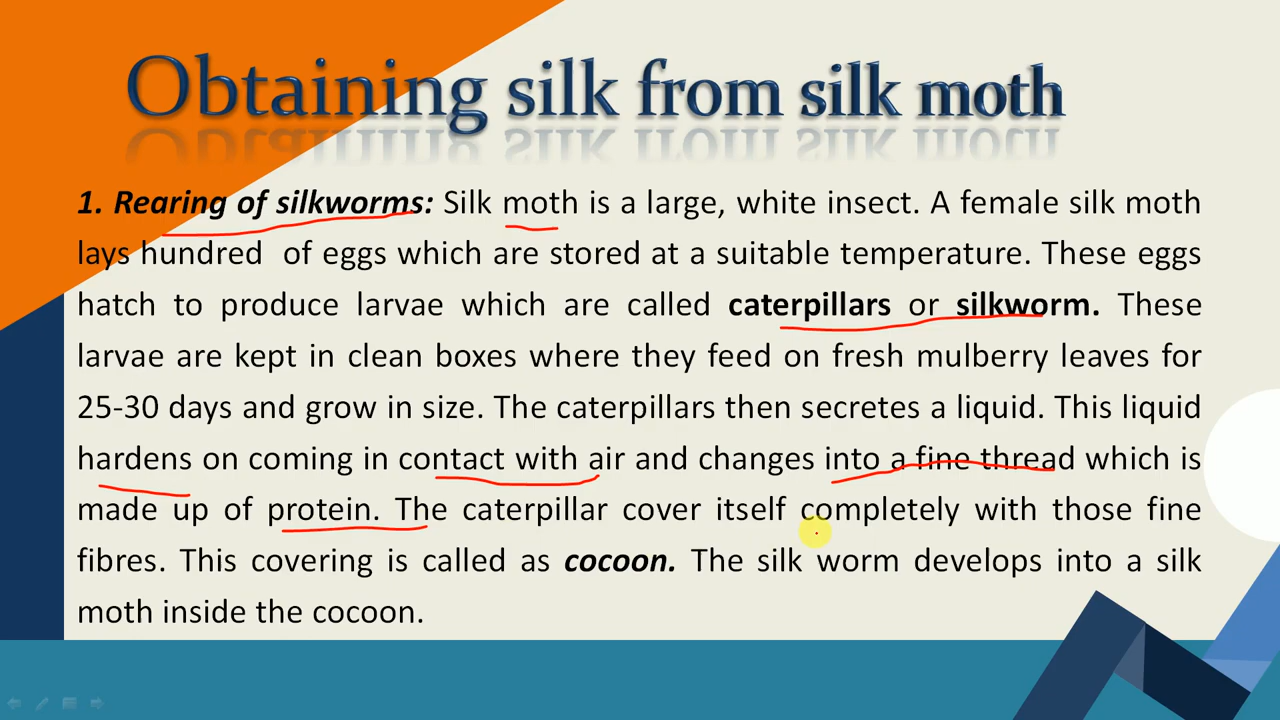 Obtaining silk from silk moth
1. Rearing of silkworms: Silk moth is a large, white insect. A female silk moth
lays hundred of eggs which are stored at a suitable temperature. These eggs
hatch to produce larvae which are called caterpillars or silkworm. These
larvae are kept in clean boxes where they feed on fresh mulberry leaves for
25-30 days and grow in size. The caterpillars then secretes a liquid. This liquid
hardens on coming in contact with air and changes into a fine thread which is
made up of protein. The caterpillar cover itself completely with those fine
fibres. This covering is called as cocoon. The silk worm develops into a silk
moth inside the cocoon.